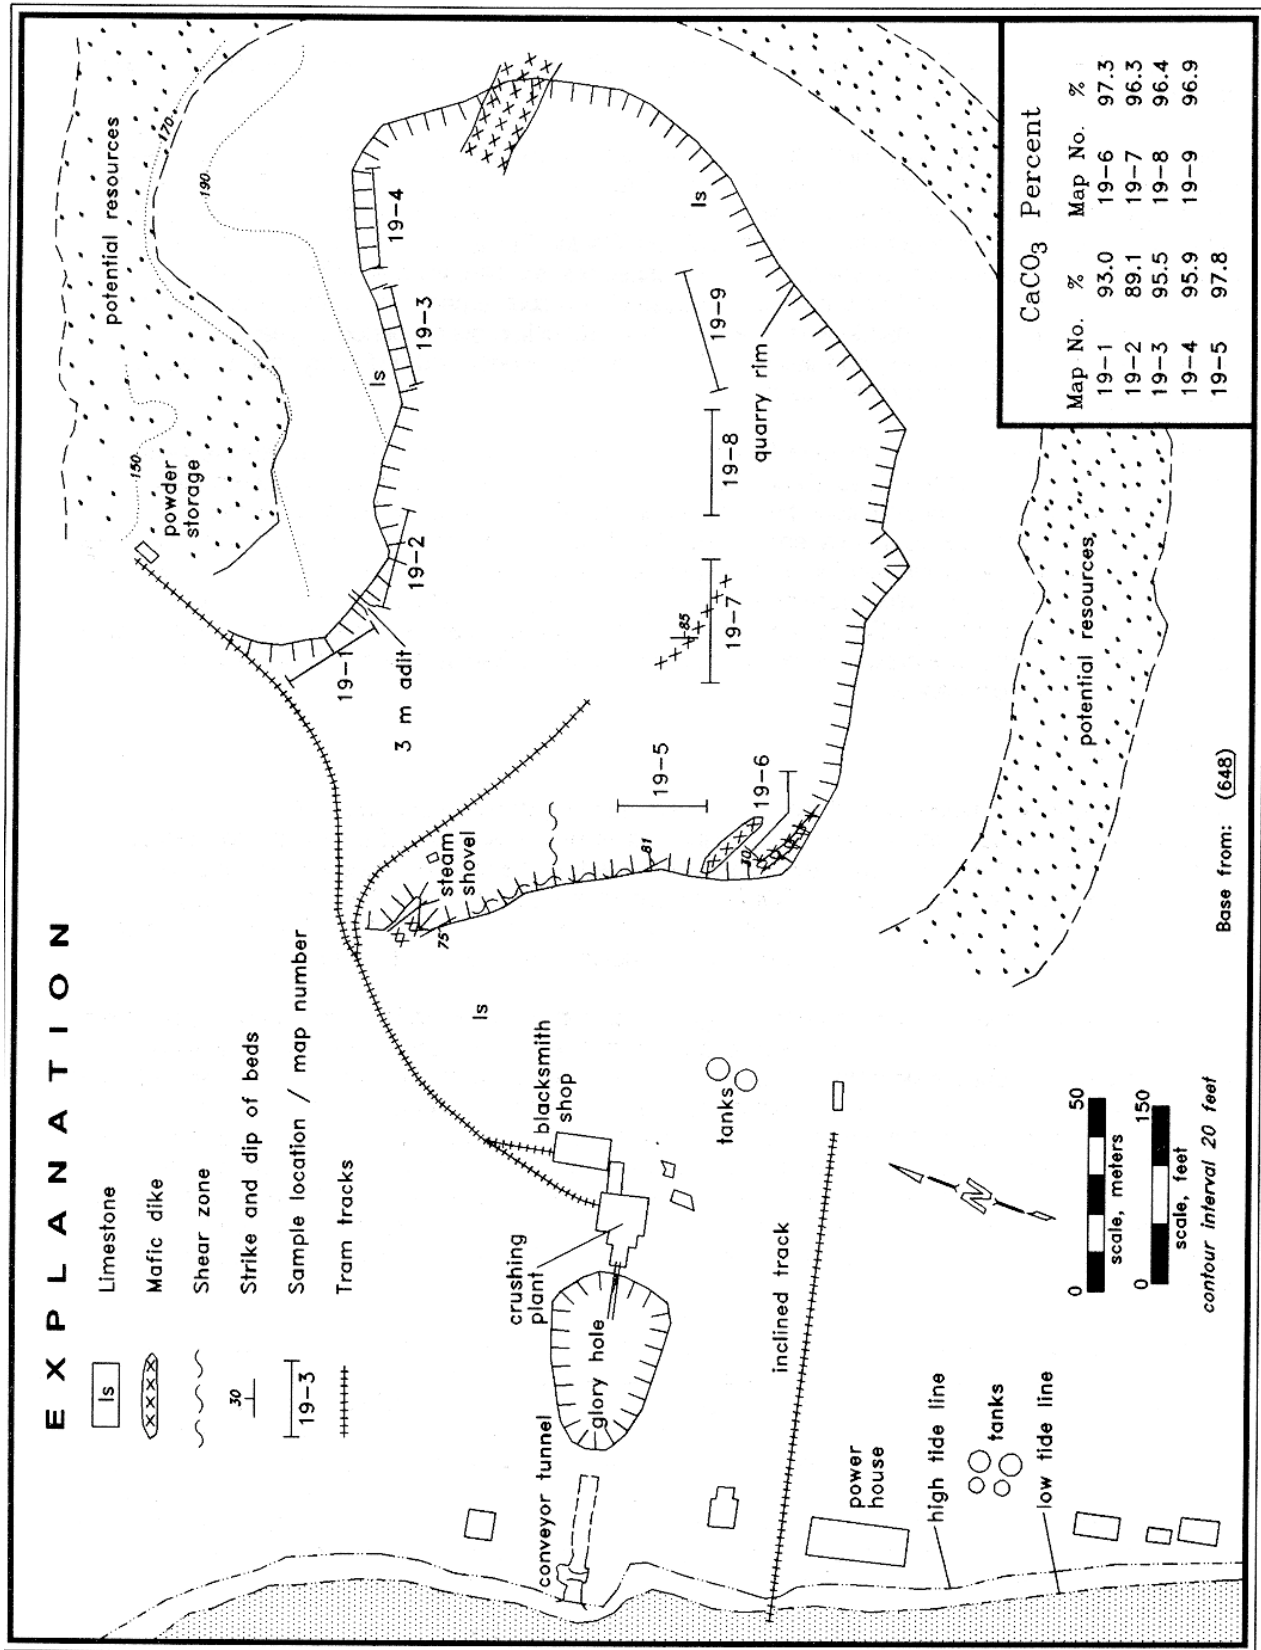 E X P L A N A T I O N
ls
Limestone
Mafic dike
Shear zone
30
Strike and dip of beds
19-3
Sample location / map number
Tram tracks
potential resources
170
190
150
powder
storage
19-1
3 m adit
19-2
ls
19-3
19-4
steam
shovel
75
81
30
19-5
19-6
85
19-7
19-8
19-9
ls
quarry rim
ls
blacksmith
shop
crushing
plant
glory hole
conveyor tunnel
tanks
inclined track
power
house
high tide line
tanks
low tide line
potential resources
N
0 50
scale, meters
0 150
scale, feet
contour interval 20 feet
Base from: (648)
CaCO₃ Percent
Map No. % Map No. %
19-1 93.0 19-6 97.3
19-2 89.1 19-7 96.3
19-3 95.5 19-8 96.4
19-4 95.9 19-9 96.9
19-5 97.8